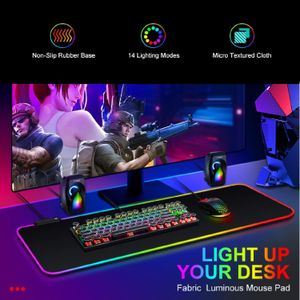 Non-Slip Rubber Base
14 Lighting Modes
Micro Textured Cloth
LIGHT UP
YOUR DESK
Fabric Luminous Mouse Pad